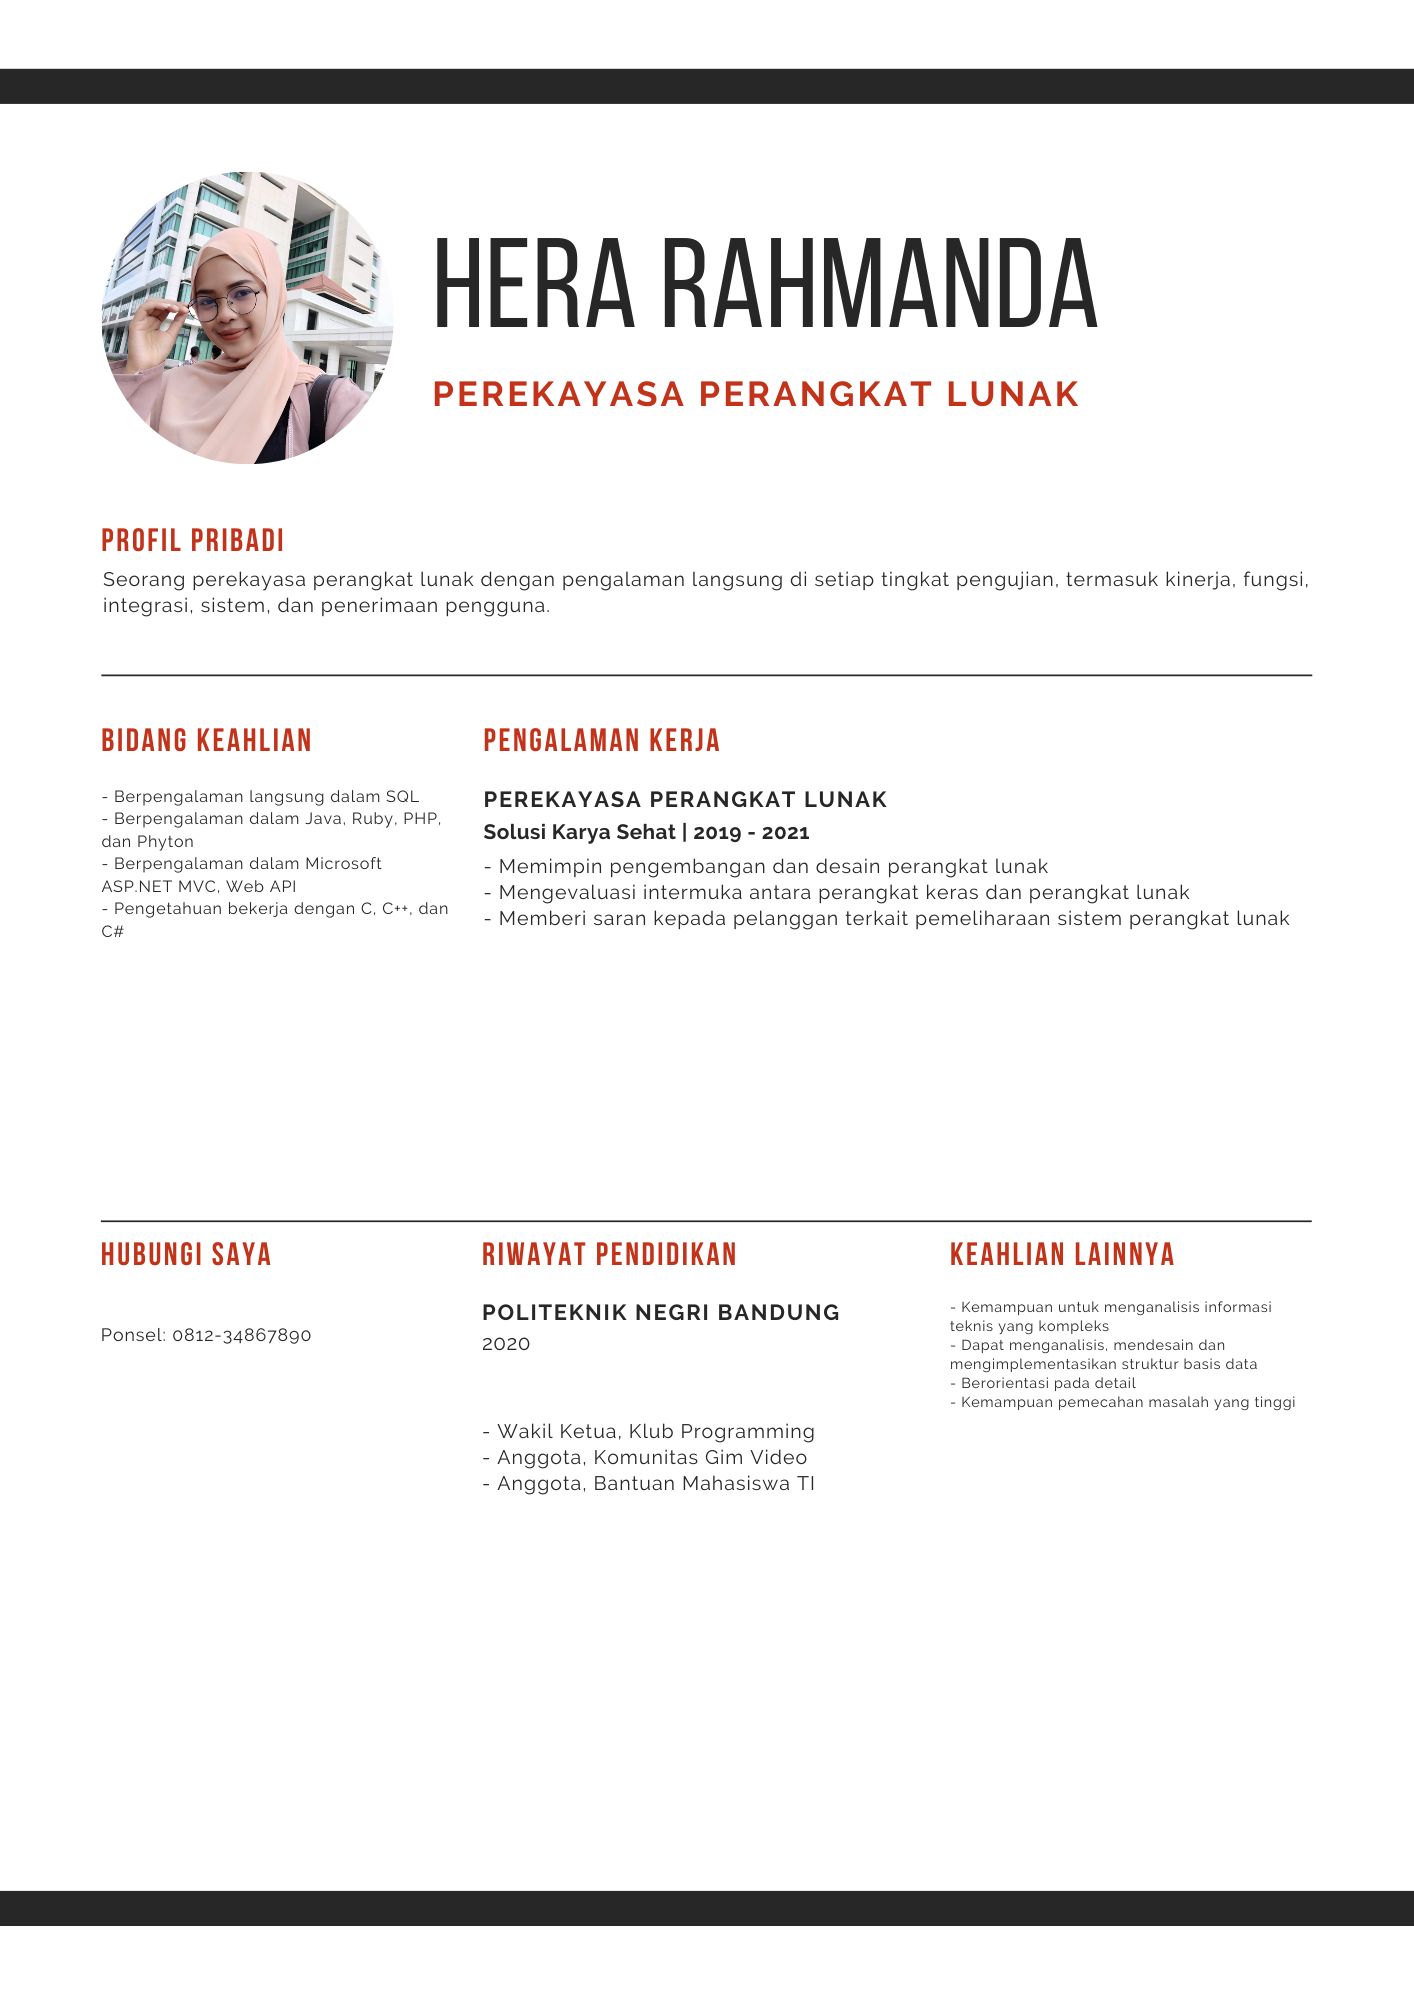 HERA RAHMANDA
PEREKAYASA PERANGKAT LUNAK
PROFIL PRIBADI
Seorang perekayasa perangkat lunak dengan pengalaman langsung di setiap tingkat pengujian, termasuk kinerja, fungsi,
integrasi, sistem, dan penerimaan pengguna.
BIDANG KEAHLIAN
- Berpengalaman langsung dalam SQL
- Berpengalaman dalam Java, Ruby, PHP,
dan Phyton
- Berpengalaman dalam Microsoft
ASP.NET MVC, Web API
- Pengetahuan bekerja dengan C, C++, dan
C#
PENGALAMAN KERJA
PEREKAYASA PERANGKAT LUNAK
Solusi Karya Sehat | 2019 - 2021
- Memimpin pengembangan dan desain perangkat lunak
- Mengevaluasi intermuka antara perangkat keras dan perangkat lunak
- Memberi saran kepada pelanggan terkait pemeliharaan sistem perangkat lunak
HUBUNGI SAYA
Ponsel: 0812-34867890
RIWAYAT PENDIDIKAN
POLITEKNIK NEGRI BANDUNG
2020
- Wakil Ketua, Klub Programming
- Anggota, Komunitas Gim Video
- Anggota, Bantuan Mahasiswa TI
KEAHLIAN LAINNYA
- Kemampuan untuk menganalisis informasi
teknis yang kompleks
- Dapat menganalisis, mendesain dan
mengimplementasikan struktur basis data
- Berorientasi pada detail
- Kemampuan pemecahan masalah yang tinggi